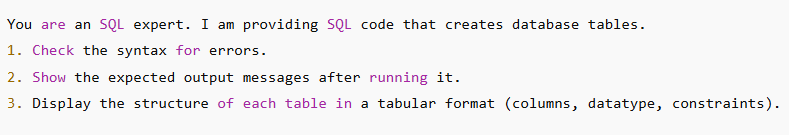 You are an SQL expert. I am providing SQL code that creates database tables.
1. Check the syntax for errors.
2. Show the expected output messages after running it.
3. Display the structure of each table in a tabular format (columns, datatype, constraints).